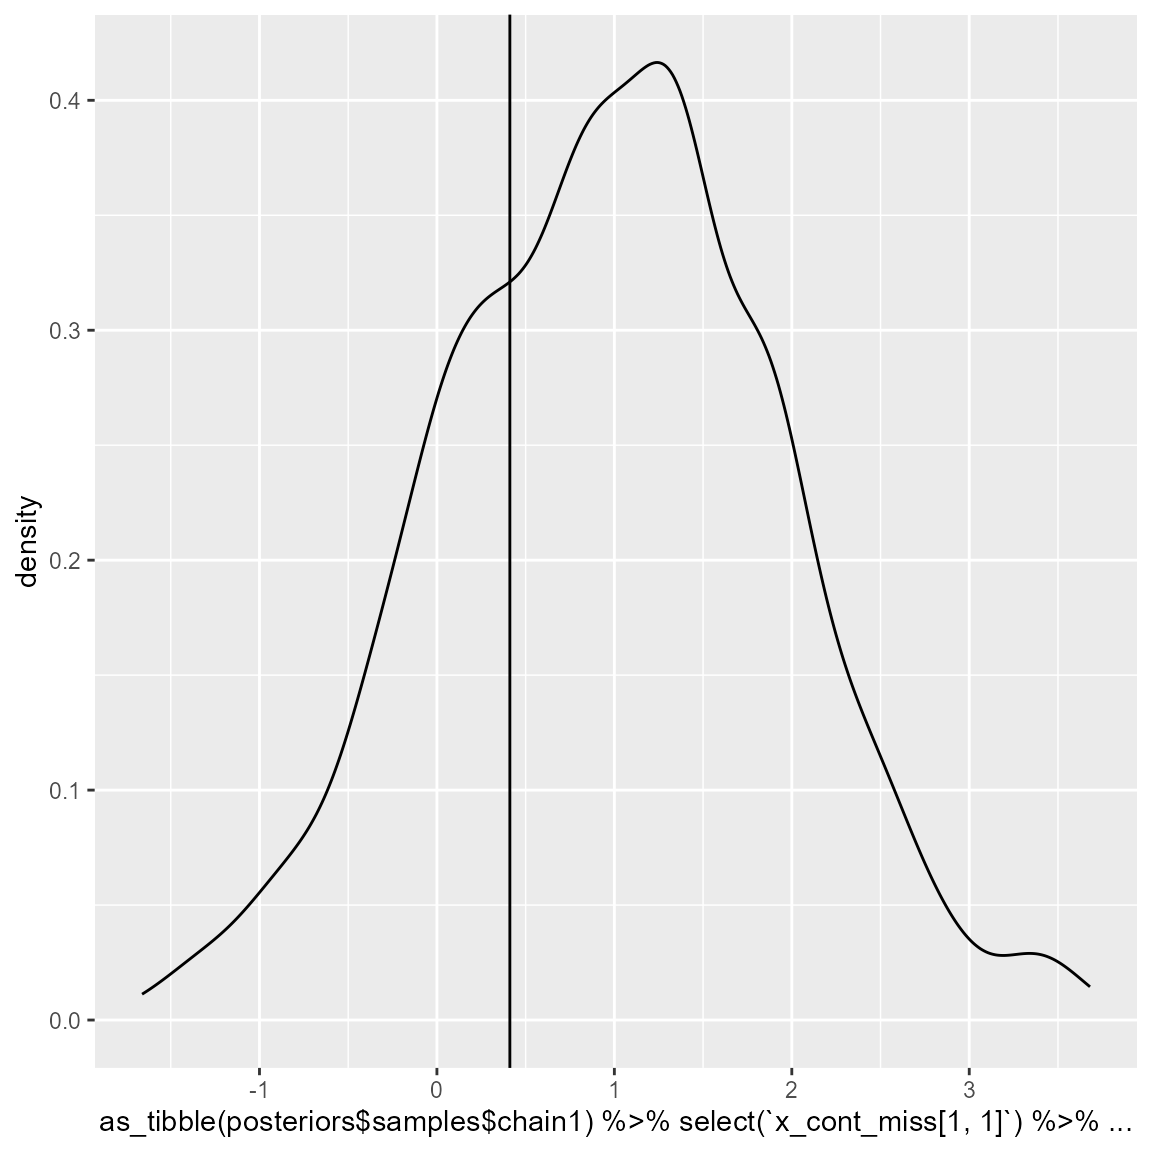 density
0.4
0.3
0.2
0.1
0.0
-1 0 1 2 3
as_tibble(posteriors$samples$chain1) %>% select(`x_cont_miss[1, 1]`) %>% ...